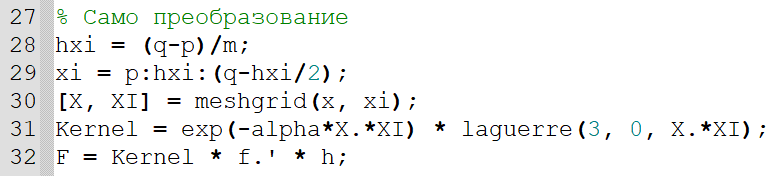 27 % Само преобразование
28 hxi = (q-p)/m;
29 xi = p:hxi:(q-hxi/2);
30 [X, XI] = meshgrid(x, xi);
31 Kernel = exp(-alpha*X.*XI) * laguerre(3, 0, X.*XI);
32 F = Kernel * f.' * h;